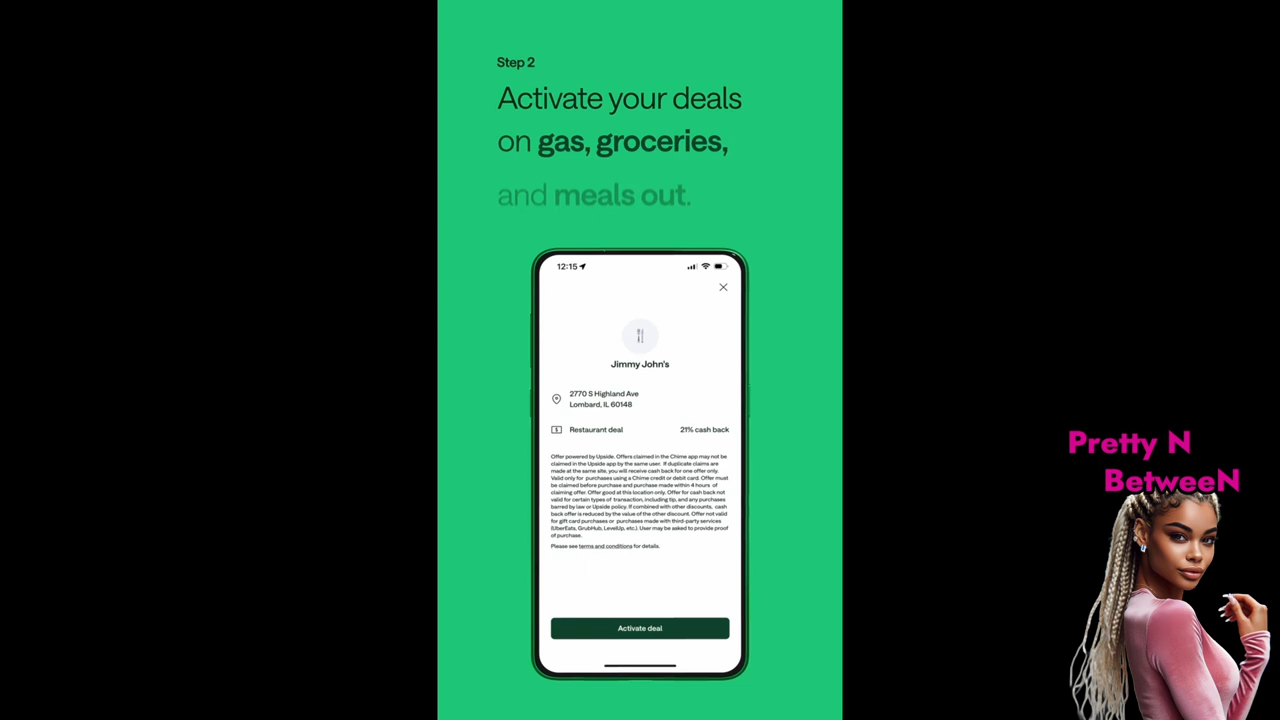 Step 2
Activate your deals
on gas, groceries,
and meals out.
12:15
Jimmy John's
2770 S Highland Ave
Lombard, IL 60148
Restaurant deal 21% cash back
Offer powered by Upside. Offers claimed in the Chime app may not be
claimed in the Upside app by the same user. If duplicate claims are
made at the same site, you will receive cash back for one offer only.
Valid only for purchases using a Chime credit or debit card. Offer must
be claimed before purchase and purchase made within 4 hours of
claiming offer. Offer good at this location only. Offer for cash back not
valid for certain types of transaction, including tip, and any purchases
barred by law or Upside policy. If combined with other discounts, cash
back offer is reduced by the value of the other discount. Offer not valid
for gift card purchases or purchases made with third-party services
(UberEats, GrubHub, LevelUp, etc.). User may be asked to provide proof
of purchase.
Please see terms and conditions for details.
Activate deal
Pretty N
BetweeN